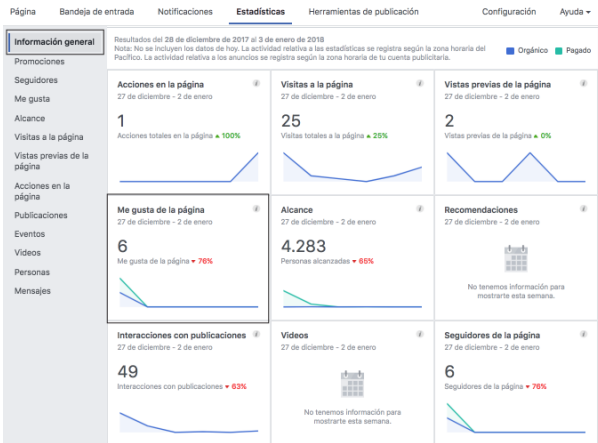 Página Bandeja de entrada Notificaciones Estadísticas Herramientas de publicación Configuración Ayuda
Información general
Promociones
Seguidores
Me gusta
Alcance
Visitas a la página
Vistas previas de la
página
Acciones en la
página
Publicaciones
Eventos
Videos
Personas
Mensajes
Resultados del 28 de diciembre de 2017 al 3 de enero de 2018
Nota: No se incluyen los datos de hoy. La actividad relativa a las estadísticas se registra según la zona horaria del
Pacífico. La actividad relativa a los anuncios se registra según la zona horaria de tu cuenta publicitaria.
Orgánico Pagado
Acciones en la página
27 de diciembre - 2 de enero
1
Acciones totales en la página 100%
Visitas a la página
27 de diciembre - 2 de enero
25
Visitas totales a la página 25%
Vistas previas de la página
27 de diciembre - 2 de enero
2
Vistas previas de la página 0%
Me gusta de la página
27 de diciembre - 2 de enero
6
Me gusta de la página 76%
Alcance
27 de diciembre - 2 de enero
4.283
Personas alcanzadas 65%
Recomendaciones
27 de diciembre - 2 de enero
No tenemos información para
mostrarte esta semana.
Interacciones con publicaciones
27 de diciembre - 2 de enero
49
Interacciones con publicaciones 63%
Videos
27 de diciembre - 2 de enero
No tenemos información para
mostrarte esta semana.
Seguidores de la página
27 de diciembre - 2 de enero
6
Seguidores de la página 76%